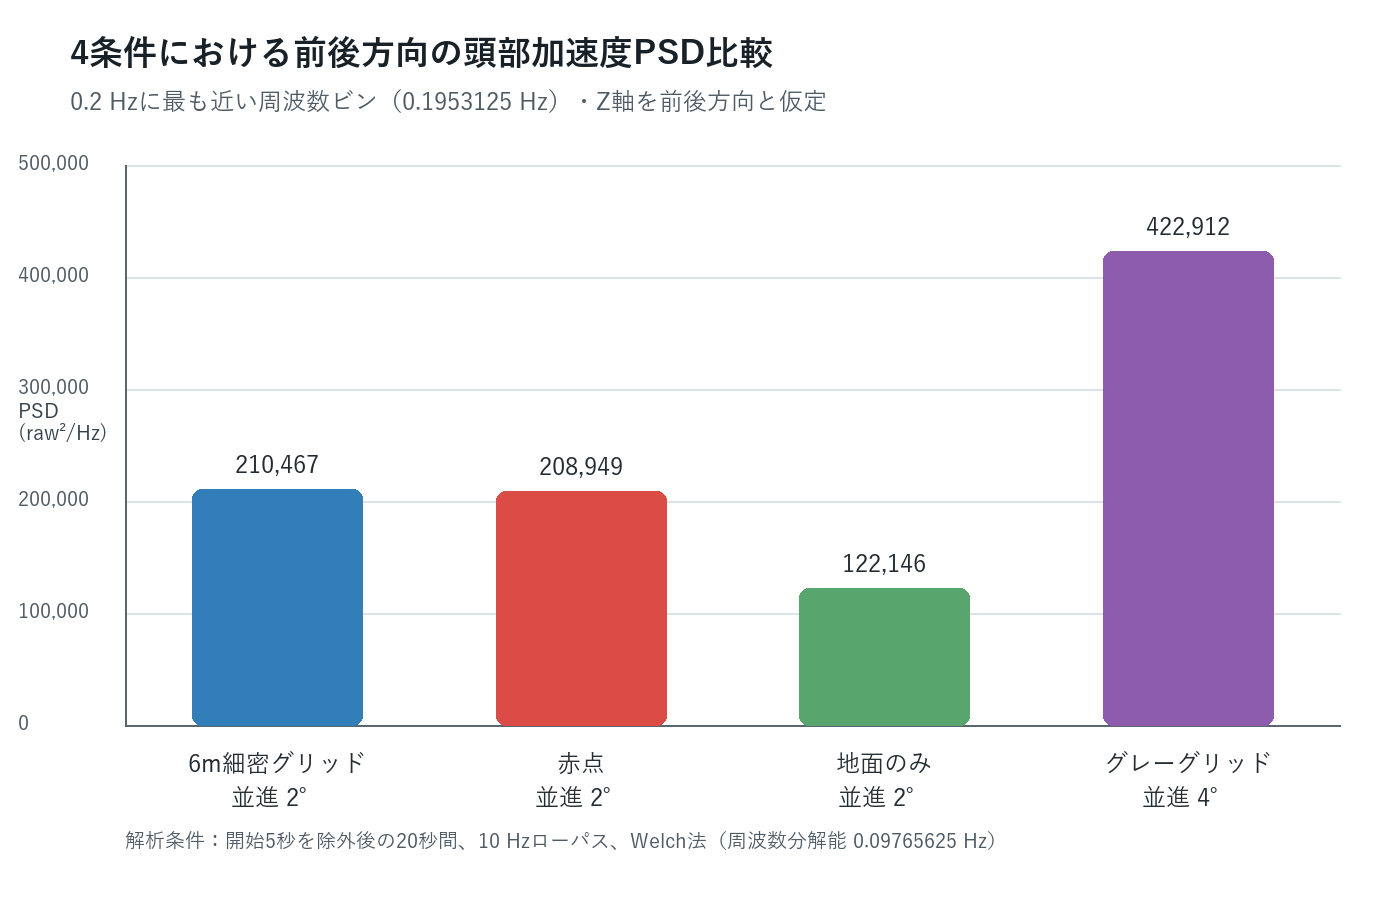 4条件における前後方向の頭部加速度PSD比較
0.2 Hzに最も近い周波数ビン（0.1953125 Hz）・Z軸を前後方向と仮定
500,000
400,000
300,000
PSD
(raw²/Hz)
200,000
100,000
0
210,467
208,949
122,146
422,912
6m細密グリッド
並進 2°
赤点
並進 2°
地面のみ
並進 2°
グレーグリッド
並進 4°
解析条件：開始5秒を除外後の20秒間、10 Hzローパス、Welch法（周波数分解能 0.09765625 Hz）